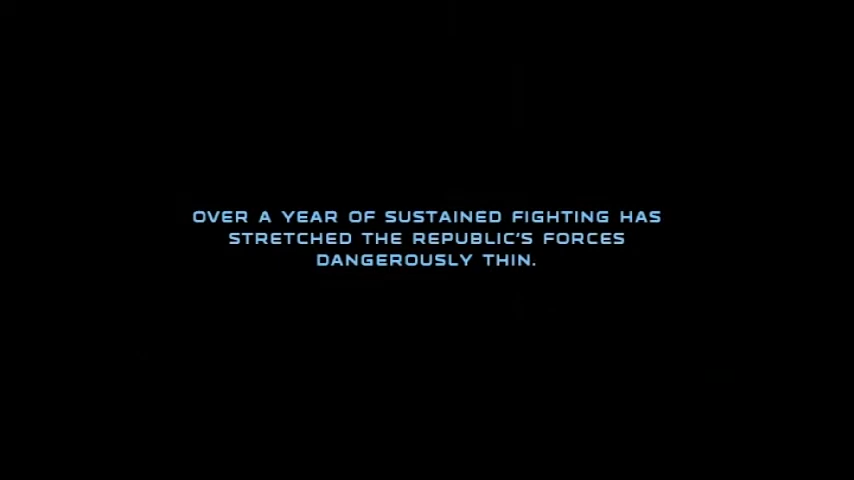 OVER A YEAR OF SUSTAINED FIGHTING HAS
STRETCHED THE REPUBLIC'S FORCES
DANGEROUSLY THIN.